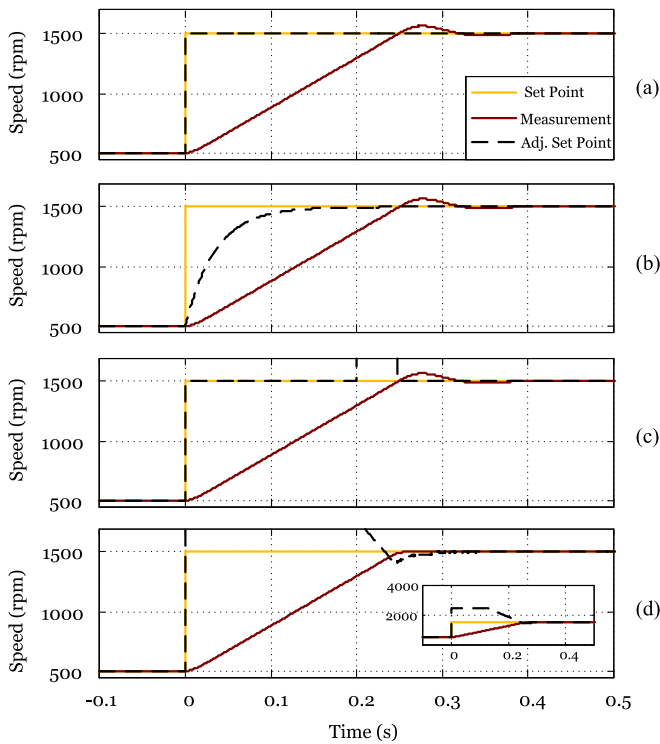 1500
1000
500
Speed (rpm)
Set Point
Measurement
Adj. Set Point
(a)
1500
1000
500
Speed (rpm)
(b)
1500
1000
500
Speed (rpm)
(c)
1500
1000
500
Speed (rpm)
4000
2000
0 0.2 0.4
(d)
-0.1 0 0.1 0.2 0.3 0.4 0.5
Time (s)